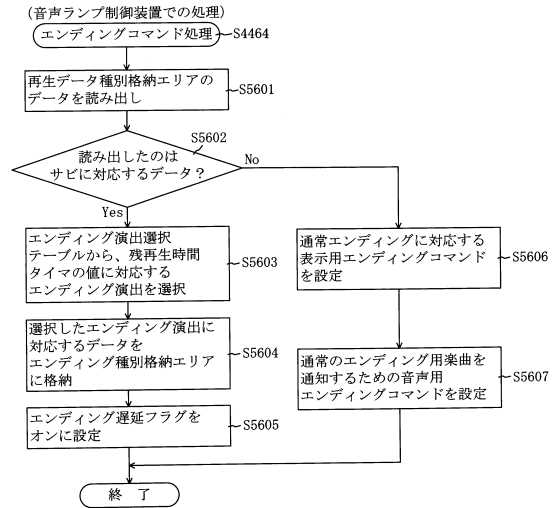 (音声ランプ制御装置での処理)
エンディングコマンド処理
S4464
再生データ種別格納エリアの
データを読み出し
S5601
S5602
読み出したのは
サビに対応するデータ？
No
Yes
エンディング演出選択
テーブルから、残再生時間
タイマの値に対応する
エンディング演出を選択
S5603
通常エンディングに対応する
表示用エンディングコマンド
を設定
S5606
選択したエンディング演出に
対応するデータを
エンディング種別格納エリア
に格納
S5604
通常のエンディング用楽曲を
通知するための音声用
エンディングコマンドを設定
S5607
エンディング遅延フラグを
オンに設定
S5605
終了